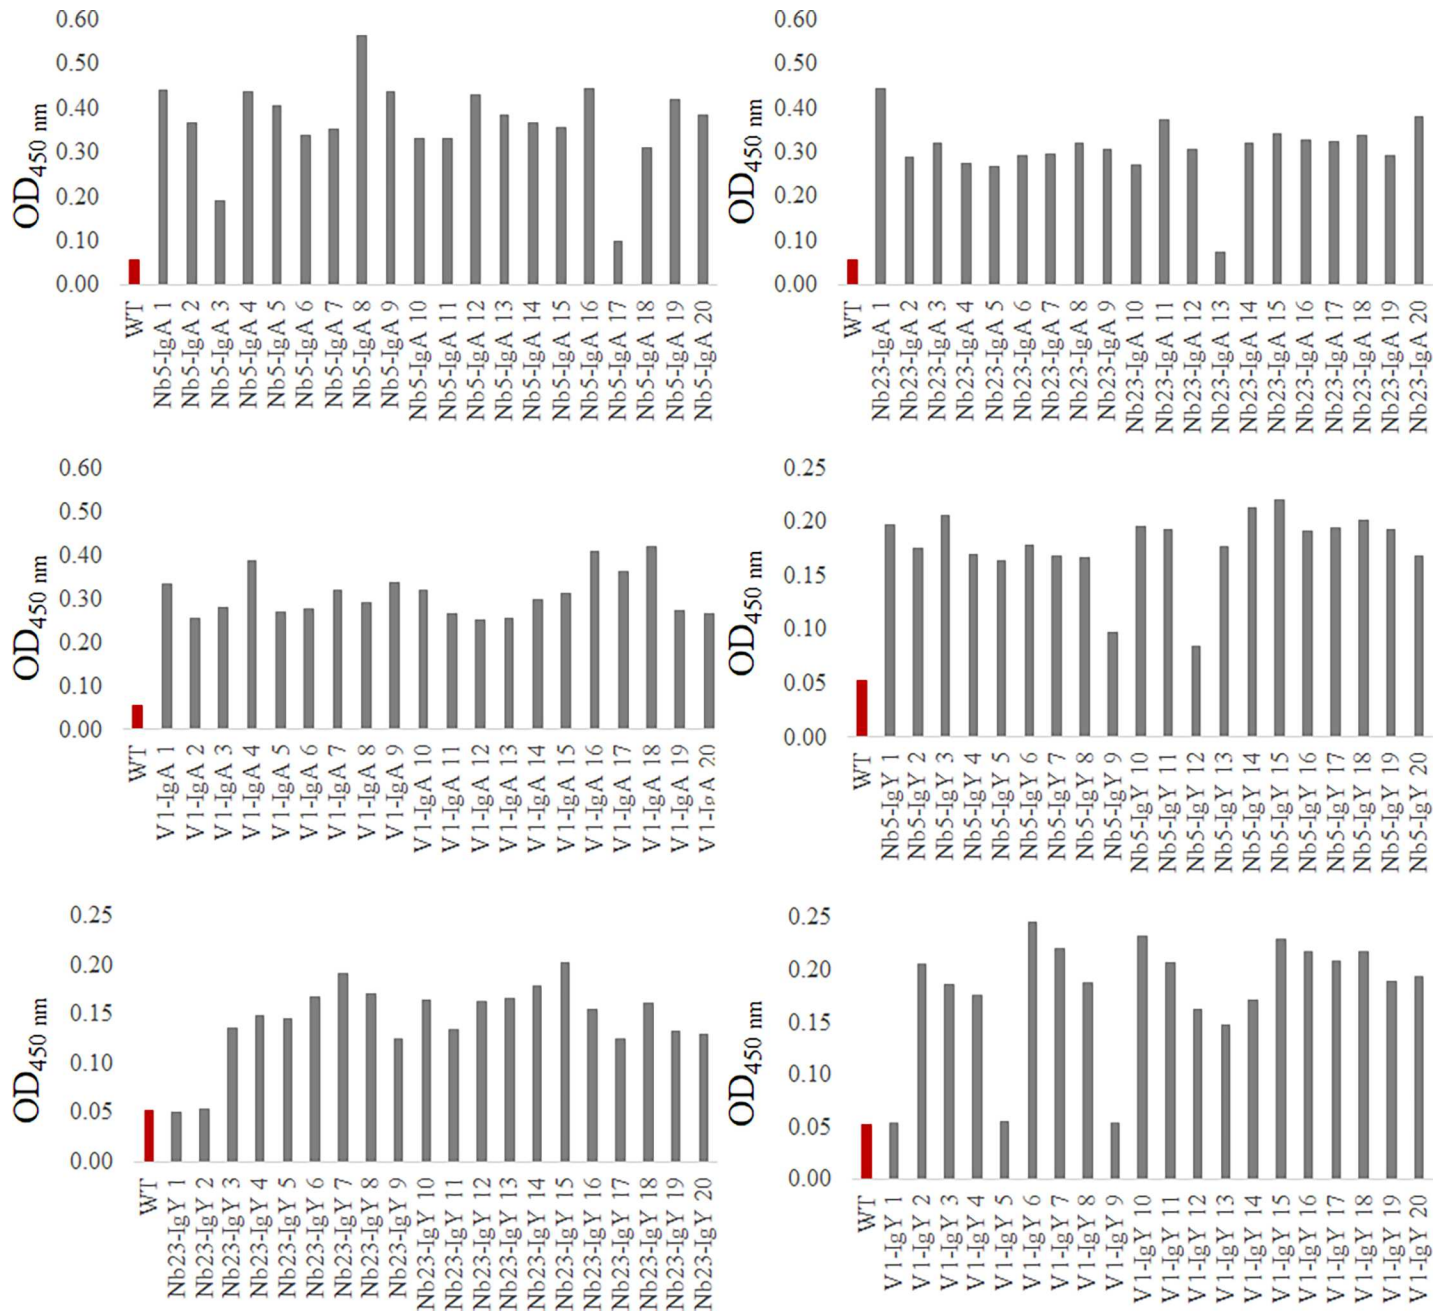 0.60
0.50
0.40
0.30
0.20
0.10
0.00
OD450 nm
WT
Nb5-IgA 1
Nb5-IgA 2
Nb5-IgA 3
Nb5-IgA 4
Nb5-IgA 5
Nb5-IgA 6
Nb5-IgA 7
Nb5-IgA 8
Nb5-IgA 9
Nb5-IgA 10
Nb5-IgA 11
Nb5-IgA 12
Nb5-IgA 13
Nb5-IgA 14
Nb5-IgA 15
Nb5-IgA 16
Nb5-IgA 17
Nb5-IgA 18
Nb5-IgA 19
Nb5-IgA 20
0.60
0.50
0.40
0.30
0.20
0.10
0.00
OD450 nm
WT
Nb23-IgA 1
Nb23-IgA 2
Nb23-IgA 3
Nb23-IgA 4
Nb23-IgA 5
Nb23-IgA 6
Nb23-IgA 7
Nb23-IgA 8
Nb23-IgA 9
Nb23-IgA 10
Nb23-IgA 11
Nb23-IgA 12
Nb23-IgA 13
Nb23-IgA 14
Nb23-IgA 15
Nb23-IgA 16
Nb23-IgA 17
Nb23-IgA 18
Nb23-IgA 19
Nb23-IgA 20
0.60
0.50
0.40
0.30
0.20
0.10
0.00
OD450 nm
WT
V1-IgA 1
V1-IgA 2
V1-IgA 3
V1-IgA 4
V1-IgA 5
V1-IgA 6
V1-IgA 7
V1-IgA 8
V1-IgA 9
V1-IgA 10
V1-IgA 11
V1-IgA 12
V1-IgA 13
V1-IgA 14
V1-IgA 15
V1-IgA 16
V1-IgA 17
V1-IgA 18
V1-IgA 19
V1-IgA 20
0.25
0.20
0.15
0.10
0.05
0.00
OD450 nm
WT
Nb5-IgY 1
Nb5-IgY 2
Nb5-IgY 3
Nb5-IgY 4
Nb5-IgY 5
Nb5-IgY 6
Nb5-IgY 7
Nb5-IgY 8
Nb5-IgY 9
Nb5-IgY 10
Nb5-IgY 11
Nb5-IgY 12
Nb5-IgY 13
Nb5-IgY 14
Nb5-IgY 15
Nb5-IgY 16
Nb5-IgY 17
Nb5-IgY 18
Nb5-IgY 19
Nb5-IgY 20
0.25
0.20
0.15
0.10
0.05
0.00
OD450 nm
WT
Nb23-IgY 1
Nb23-IgY 2
Nb23-IgY 3
Nb23-IgY 4
Nb23-IgY 5
Nb23-IgY 6
Nb23-IgY 7
Nb23-IgY 8
Nb23-IgY 9
Nb23-IgY 10
Nb23-IgY 11
Nb23-IgY 12
Nb23-IgY 13
Nb23-IgY 14
Nb23-IgY 15
Nb23-IgY 16
Nb23-IgY 17
Nb23-IgY 18
Nb23-IgY 19
Nb23-IgY 20
0.25
0.20
0.15
0.10
0.05
0.00
OD450 nm
WT
V1-IgY 1
V1-IgY 2
V1-IgY 3
V1-IgY 4
V1-IgY 5
V1-IgY 6
V1-IgY 7
V1-IgY 8
V1-IgY 9
V1-IgY 10
V1-IgY 11
V1-IgY 12
V1-IgY 13
V1-IgY 14
V1-IgY 15
V1-IgY 16
V1-IgY 17
V1-IgY 18
V1-IgY 19
V1-IgY 20